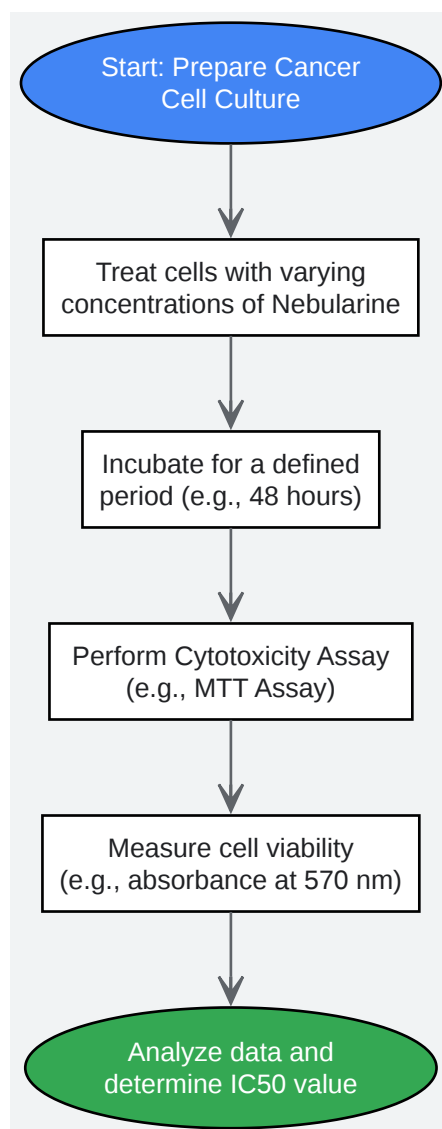 Start: Prepare Cancer
Cell Culture
Treat cells with varying
concentrations of Nebularine
Incubate for a defined
period (e.g., 48 hours)
Perform Cytotoxicity Assay
(e.g., MTT Assay)
Measure cell viability
(e.g., absorbance at 570 nm)
Analyze data and
determine IC50 value